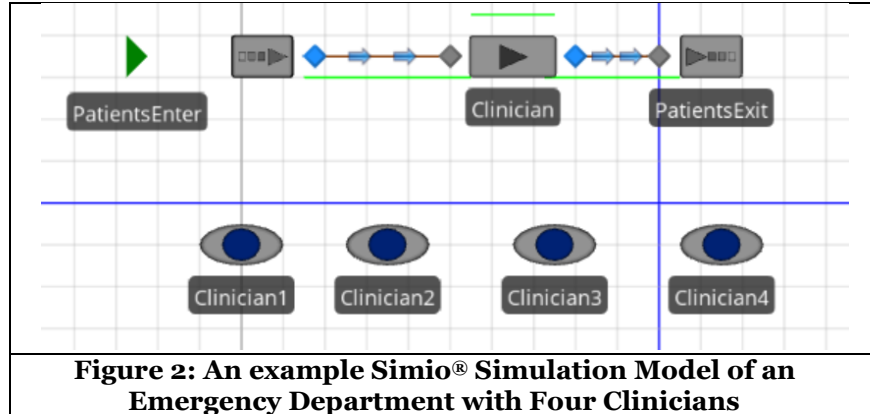 PatientsEnter
Clinician
PatientsExit
Clinician1
Clinician2
Clinician3
Clinician4
Figure 2: An example Simio® Simulation Model of an
Emergency Department with Four Clinicians